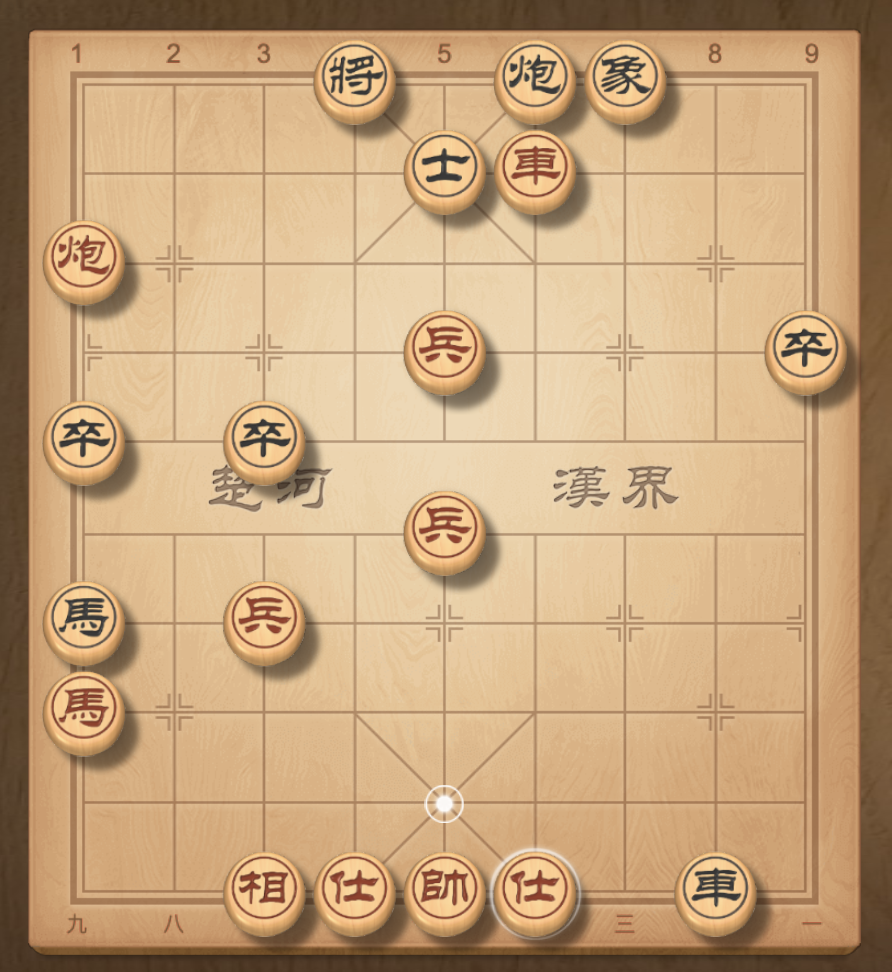 1 2 3 5 8 9
將 炮 象
士 車
炮
兵 卒
卒 卒
楚河 漢界
兵
馬 兵
馬
相 仕 帥 仕 車
九 八 三 一